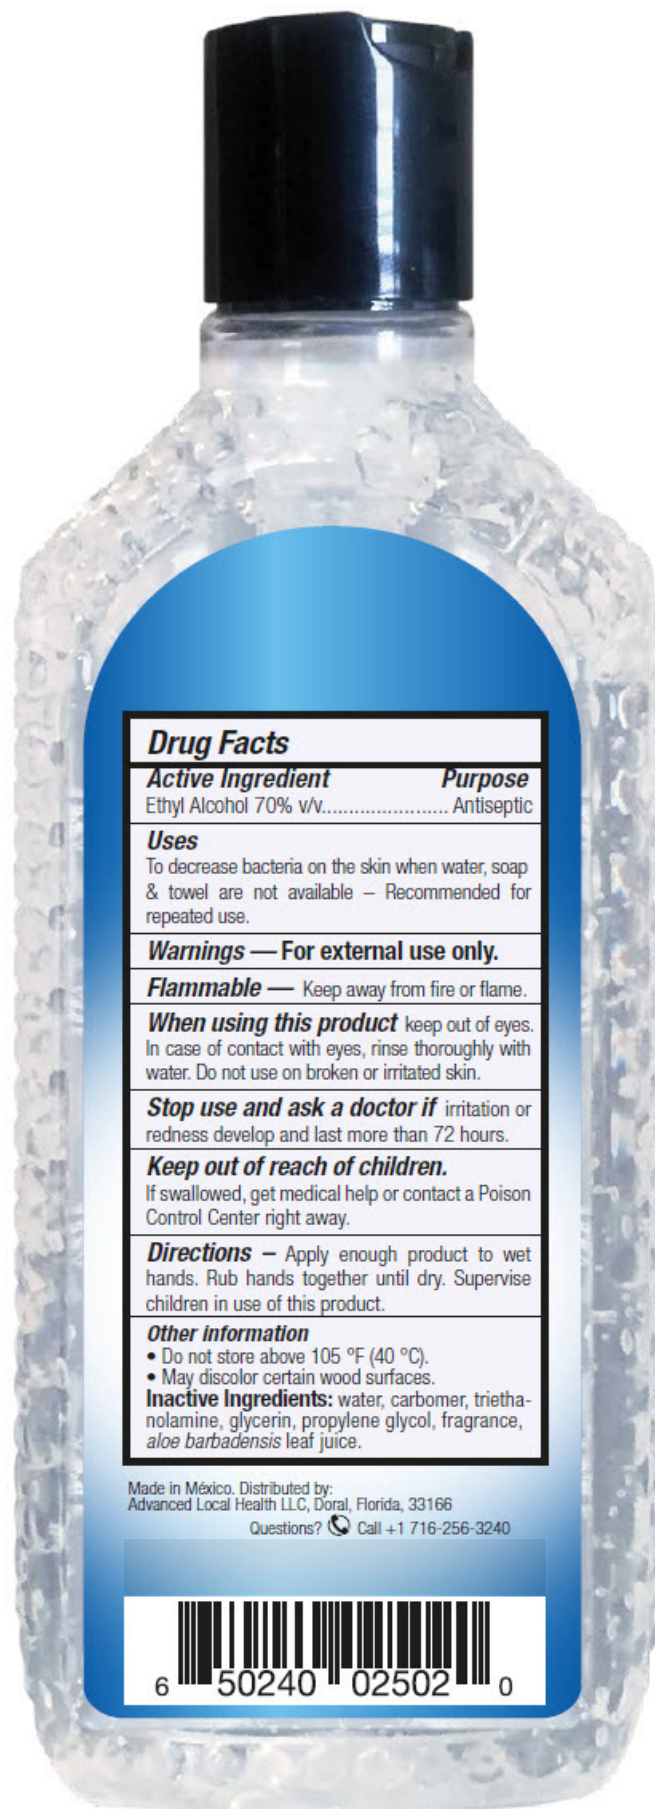 Drug Facts
Active Ingredient Purpose
Ethyl Alcohol 70% v/v....................... Antiseptic
Uses
To decrease bacteria on the skin when water, soap
& towel are not available – Recommended for
repeated use.
Warnings — For external use only.
Flammable — Keep away from fire or flame.
When using this product keep out of eyes.
In case of contact with eyes, rinse thoroughly with
water. Do not use on broken or irritated skin.
Stop use and ask a doctor if irritation or
redness develop and last more than 72 hours.
Keep out of reach of children.
If swallowed, get medical help or contact a Poison
Control Center right away.
Directions – Apply enough product to wet
hands. Rub hands together until dry. Supervise
children in use of this product.
Other information
• Do not store above 105 ºF (40 ºC).
• May discolor certain wood surfaces.
Inactive Ingredients: water, carbomer, trietha-
nolamine, glycerin, propylene glycol, fragrance,
aloe barbadensis leaf juice.
Made in México. Distributed by:
Advanced Local Health LLC, Doral, Florida, 33166
Questions? Call +1 716-256-3240
6 50240 02502 0